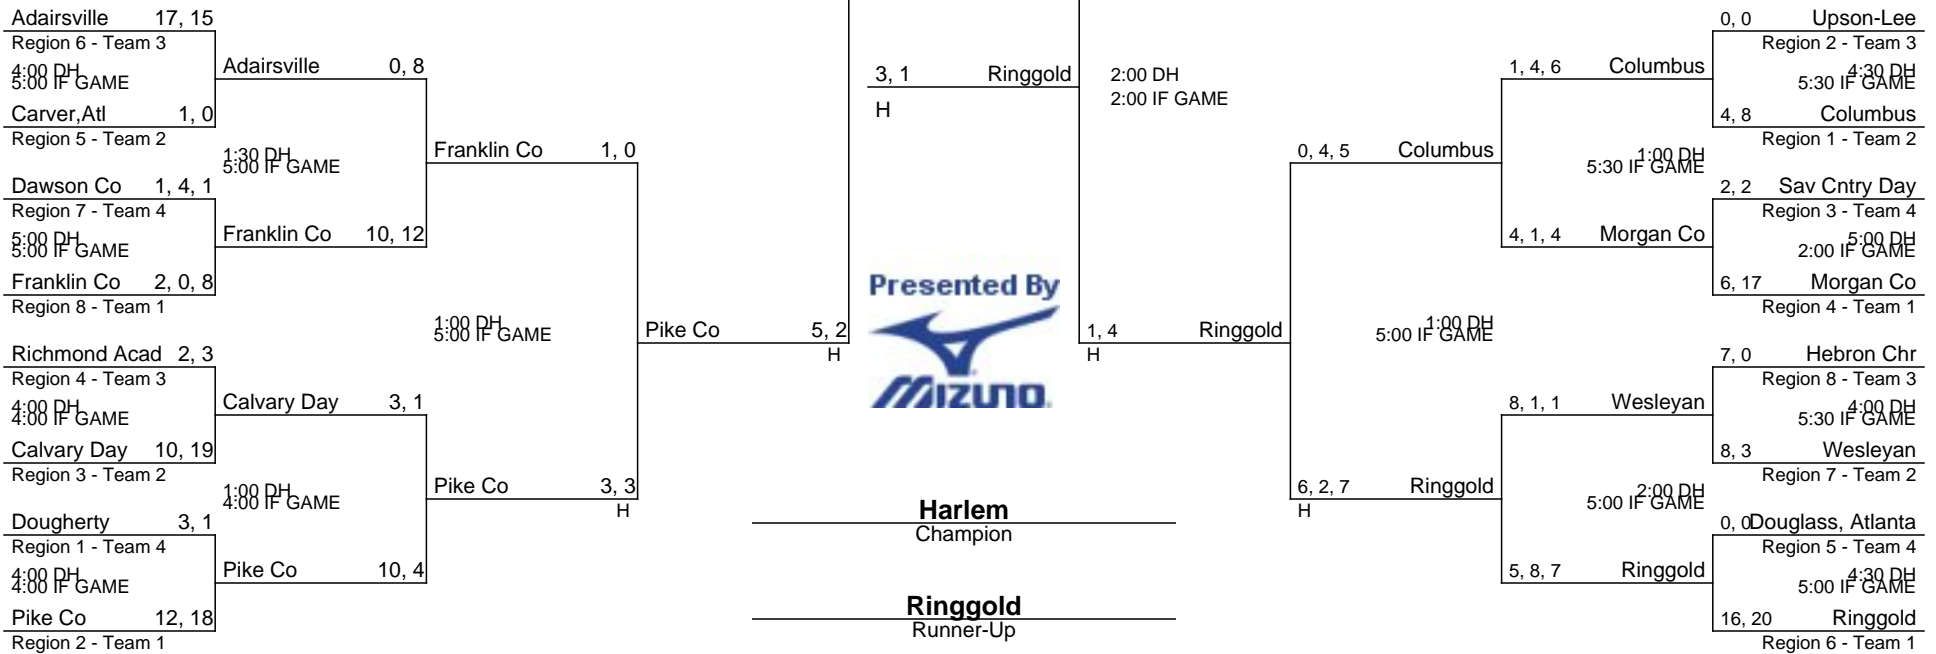 Adairsville 17, 15
Region 6 - Team 3
4:00 DH
5:00 IF GAME
Carver,Atl 1, 0
Region 5 - Team 2
Dawson Co 1, 4, 1
Region 7 - Team 4
5:00 DH
5:00 IF GAME
Franklin Co 2, 0, 8
Region 8 - Team 1
Richmond Acad 2, 3
Region 4 - Team 3
4:00 DH
4:00 IF GAME
Calvary Day 10, 19
Region 3 - Team 2
Dougherty 3, 1
Region 1 - Team 4
4:00 DH
4:00 IF GAME
Pike Co 12, 18
Region 2 - Team 1
Adairsville 0, 8
1:30 DH
5:00 IF GAME
Franklin Co 10, 12
Calvary Day 3, 1
1:00 DH
4:00 IF GAME
Pike Co 10, 4
Franklin Co 1, 0
1:00 DH
5:00 IF GAME
Pike Co 3, 3
H
Pike Co 5, 2
H
3, 1 Ringgold
H
2:00 DH
2:00 IF GAME
Presented By
MIZUNO
Harlem
Champion
Ringgold
Runner-Up
1, 4 Ringgold
H
0, 4, 5 Columbus
1:00 DH
5:00 IF GAME
6, 2, 7 Ringgold
H
1, 4, 6 Columbus
1:00 DH
5:30 IF GAME
4, 1, 4 Morgan Co
8, 1, 1 Wesleyan
2:00 DH
5:00 IF GAME
5, 8, 7 Ringgold
0, 0 Upson-Lee
Region 2 - Team 3
4:30 DH
5:30 IF GAME
4, 8 Columbus
Region 1 - Team 2
2, 2 Sav Cntry Day
Region 3 - Team 4
5:00 DH
2:00 IF GAME
6, 17 Morgan Co
Region 4 - Team 1
7, 0 Hebron Chr
Region 8 - Team 3
4:00 DH
5:30 IF GAME
8, 3 Wesleyan
Region 7 - Team 2
0, 0 Douglass, Atlanta
Region 5 - Team 4
4:30 DH
5:00 IF GAME
16, 20 Ringgold
Region 6 - Team 1